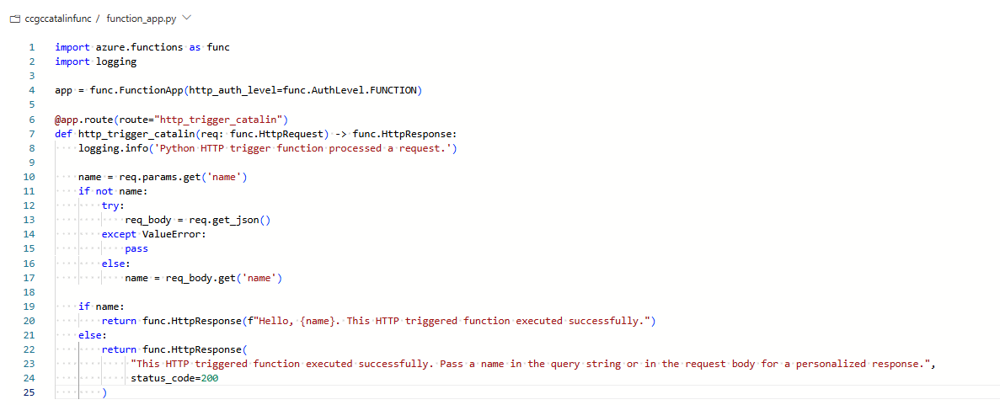 ccgccatalinfunc / function_app.py
1 import azure.functions as func
2 import logging
3
4 app = func.FunctionApp(http_auth_level=func.AuthLevel.FUNCTION)
5
6 @app.route(route="http_trigger_catalin")
7 def http_trigger_catalin(req: func.HttpRequest) -> func.HttpResponse:
8     logging.info('Python HTTP trigger function processed a request.')
9
10     name = req.params.get('name')
11     if not name:
12         try:
13             req_body = req.get_json()
14         except ValueError:
15             pass
16         else:
17             name = req_body.get('name')
18
19     if name:
20         return func.HttpResponse(f"Hello, {name}. This HTTP triggered function executed successfully.")
21     else:
22         return func.HttpResponse(
23              "This HTTP triggered function executed successfully. Pass a name in the query string or in the request body for a personalized response.",
24              status_code=200
25         )